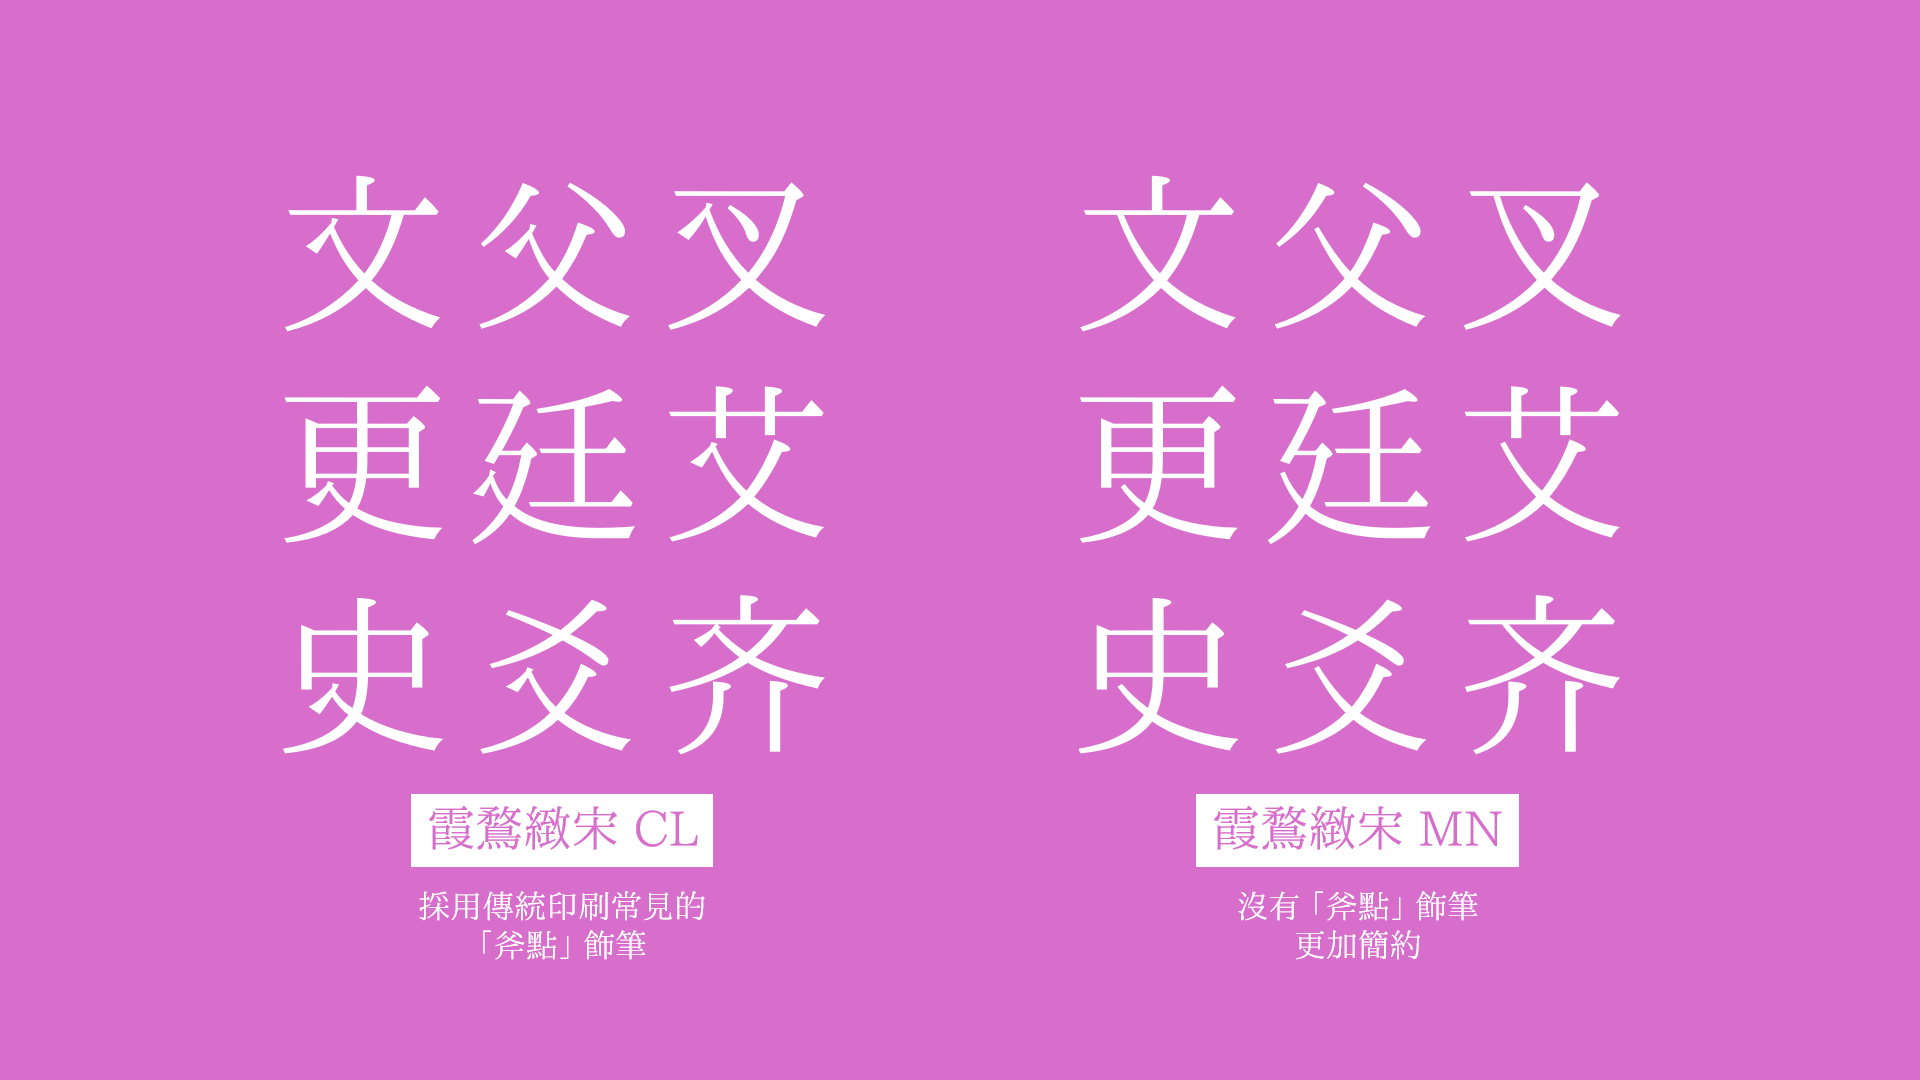 文父叉
更廷艾
史爻齐
霞鶩緻宋 CL
採用傳統印刷常見的
「斧點」飾筆
文父叉
更廷艾
史爻齐
霞鶩緻宋 MN
沒有「斧點」飾筆
更加簡約